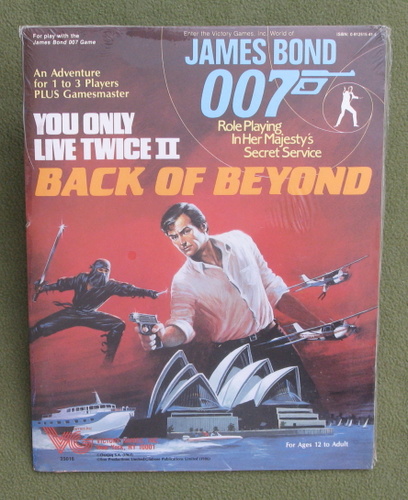 For play with the
James Bond 007 Game
Enter the Victory Games, Inc. World of
JAMES BOND
007
Role Playing
In Her Majesty's
Secret Service
An Adventure
for 1 to 3 Players
PLUS Gamesmaster
YOU ONLY
LIVE TWICE II
BACK OF BEYOND
VG
For Ages 12 to Adult